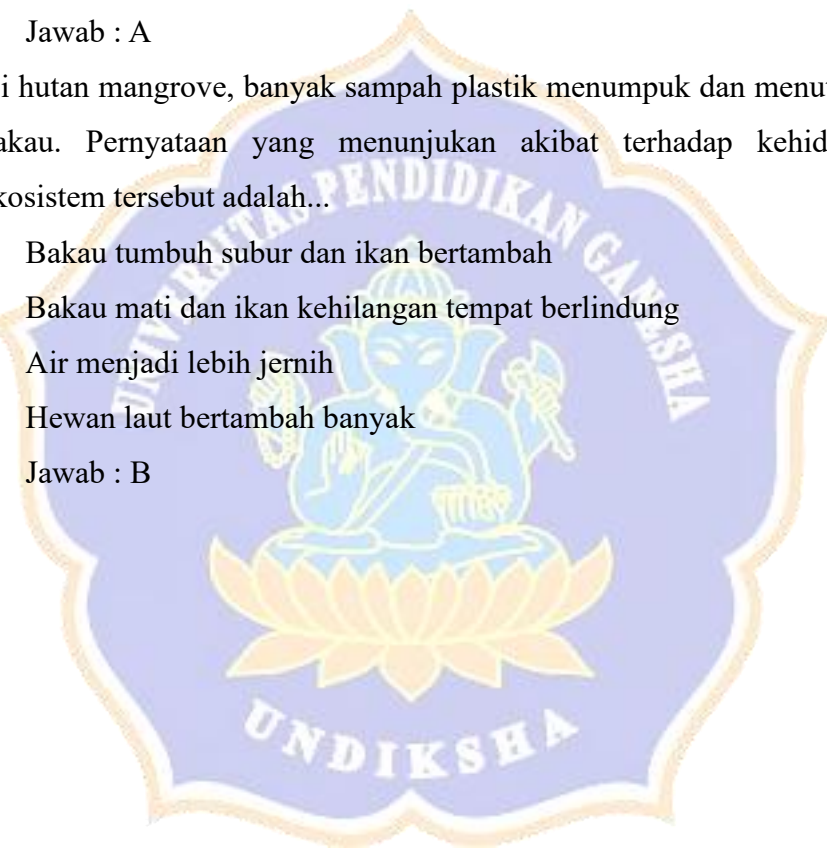 Jawab : A
i hutan mangrove, banyak sampah plastik menumpuk dan menu
akau. Pernyataan yang menunjukan akibat terhadap kehid
kosistem tersebut adalah...
Bakau tumbuh subur dan ikan bertambah
Bakau mati dan ikan kehilangan tempat berlindung
Air menjadi lebih jernih
Hewan laut bertambah banyak
Jawab : B
UNIVERSITAS PENDIDIKAN GANESHA
UNDIKSHA